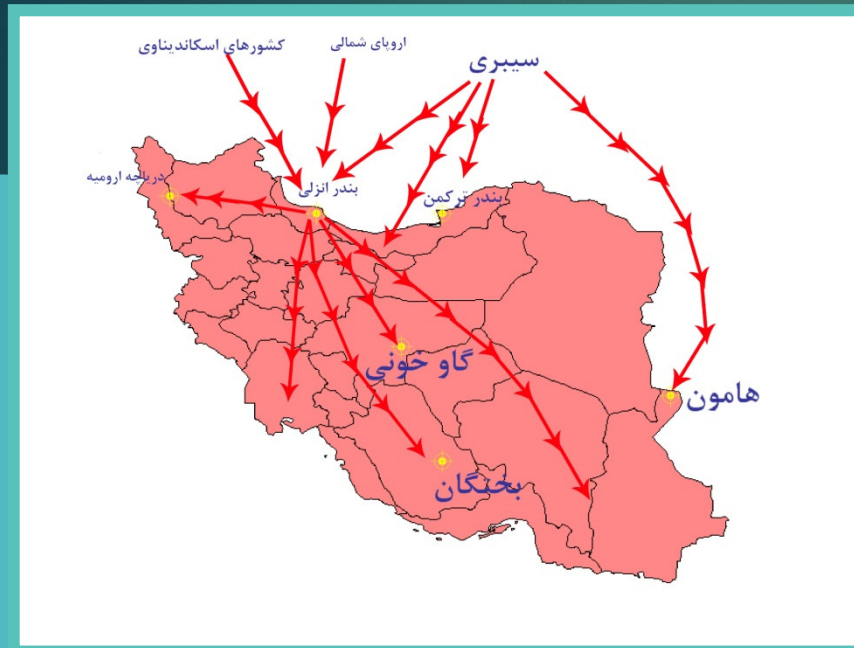 کشورهای اسکاندیناوی
اروپای شمالی
سیبری
دریاچه ارومیه
بندر انزلی
بندر ترکمن
گاو خونی
هامون
بختگان